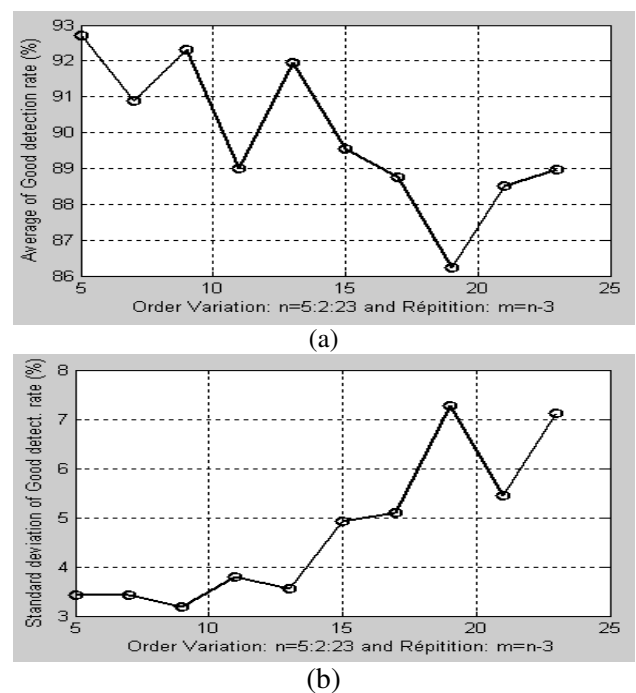 93
92
91
90
89
88
87
86
Average of Good detection rate (%)
5 10 15 20 25
Order Variation: n=5:2:23 and Répitition: m=n-3
(a)
8
7
6
5
4
3
Standard deviation of Good detect. rate (%)
5 10 15 20 25
Order Variation: n=5:2:23 and Répitition: m=n-3
(b)